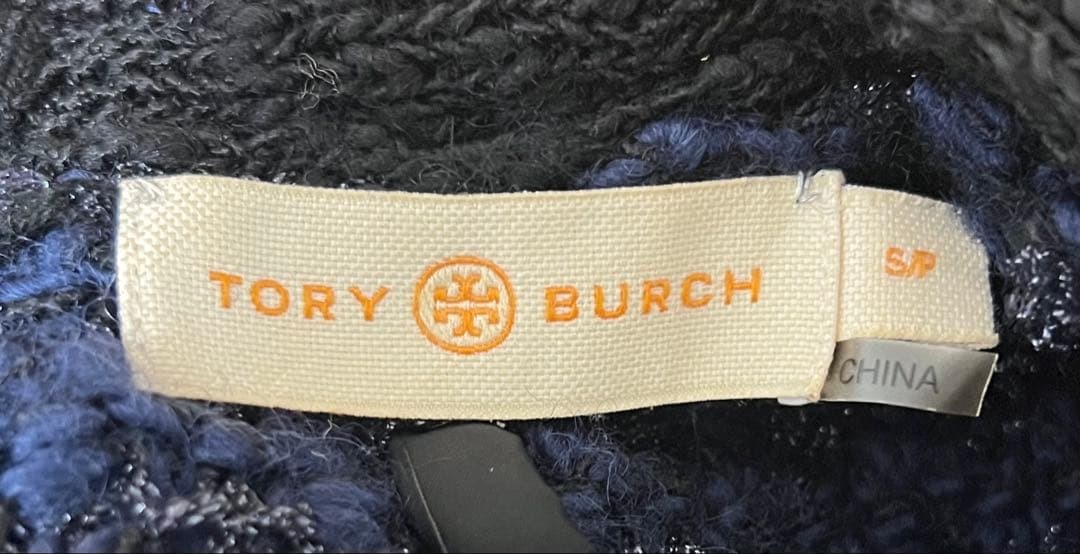 TORY BURCH
S/P
CHINA